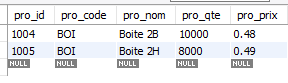 pro_id pro_code pro_nom pro_qte pro_prix
1004 BOI Boite 2B 10000 0.48
1005 BOI Boite 2H 8000 0.49
NULL NULL NULL NULL NULL